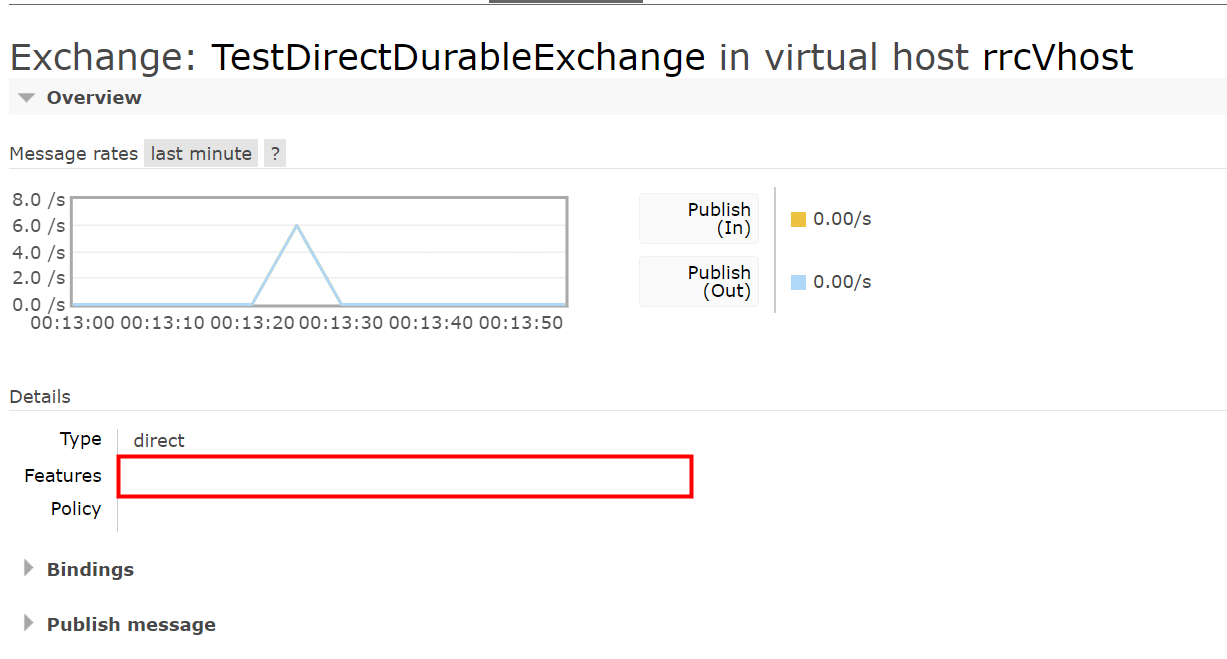 Exchange: TestDirectDurableExchange in virtual host rrcVhost
Overview
Message rates last minute ?
8.0 /s
6.0 /s
4.0 /s
2.0 /s
0.0 /s
00:13:00 00:13:10 00:13:20 00:13:30 00:13:40 00:13:50
Publish
(In)
0.00/s
Publish
(Out)
0.00/s
Details
Type direct
Features
Policy
Bindings
Publish message